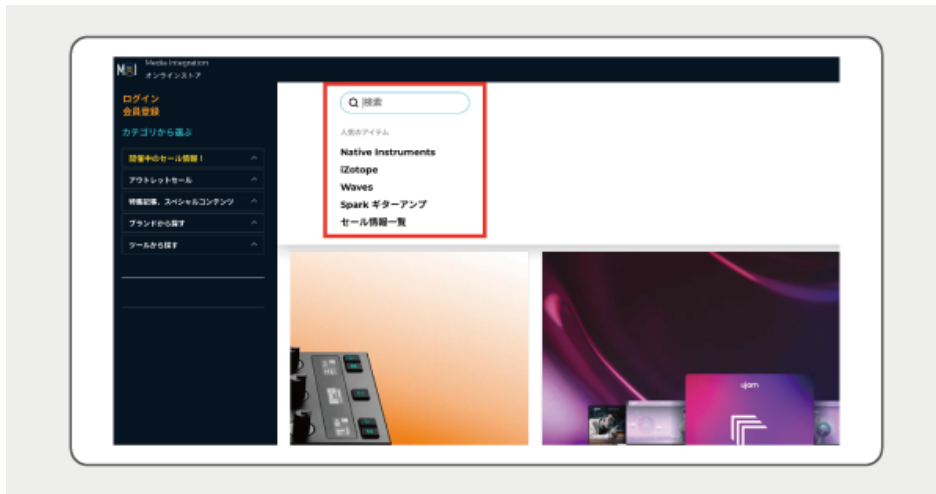 Media Integration
M|I オンラインストア
ログイン
会員登録
カテゴリから選ぶ
開催中のセール情報！
アウトレットセール
特集記事、スペシャルコンテンツ
ブランドから探す
ツールから探す
検索
人気のアイテム
Native Instruments
iZotope
Waves
Spark ギターアンプ
セール情報一覧
ujam